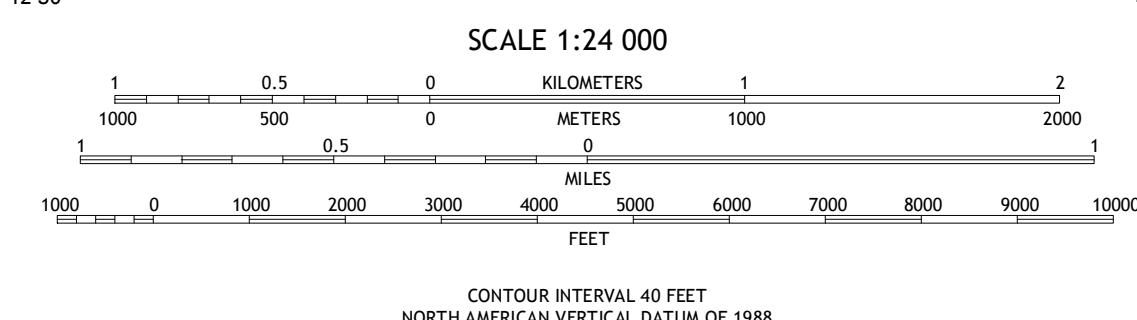 SCALE 1:24 000
1 0.5 0 KILOMETERS 1 2
1000 500 0 METERS 1000 2000
1 0.5 0 1
MILES
1000 0 1000 2000 3000 4000 5000 6000 7000 8000 9000 10000
FEET
CONTOUR INTERVAL 40 FEET
NORTH AMERICAN VERTICAL DATUM OF 1988